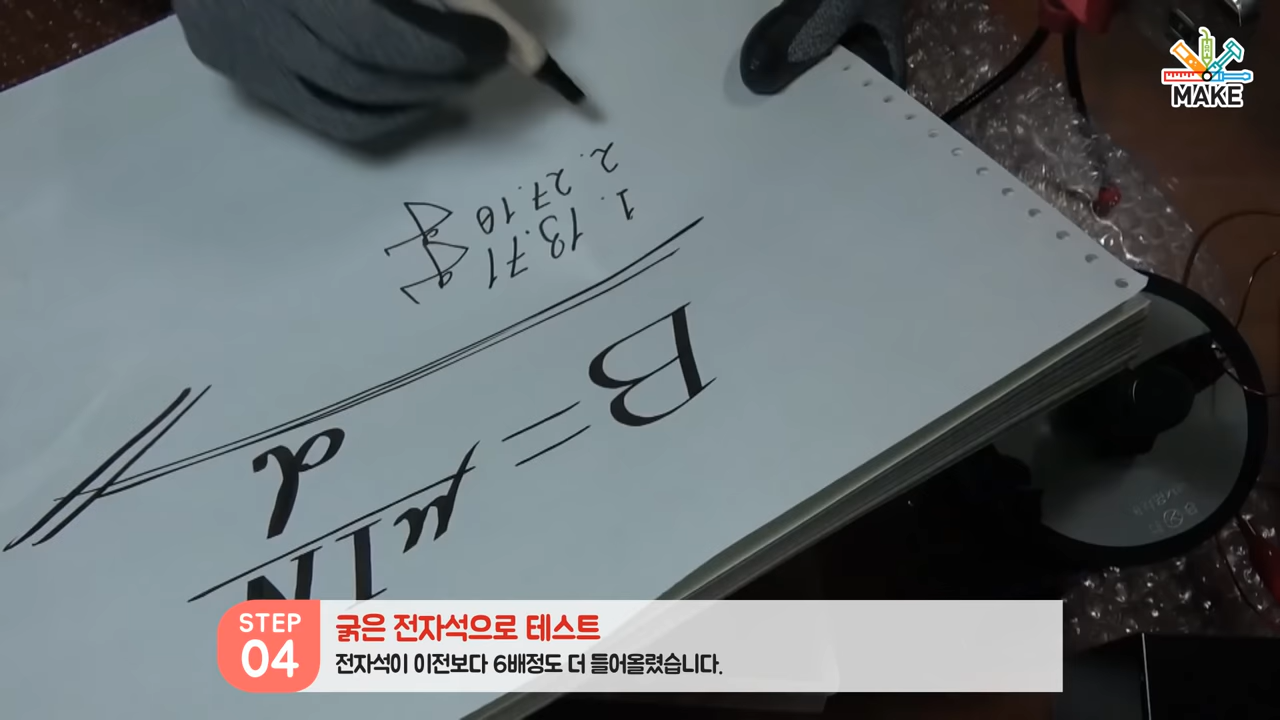 MAKE
B = μIN
d
1. 13.71 g
2. 27.10 g
STEP
04
굵은 전자석으로 테스트
전자석이 이전보다 6배정도 더 들어올렸습니다.